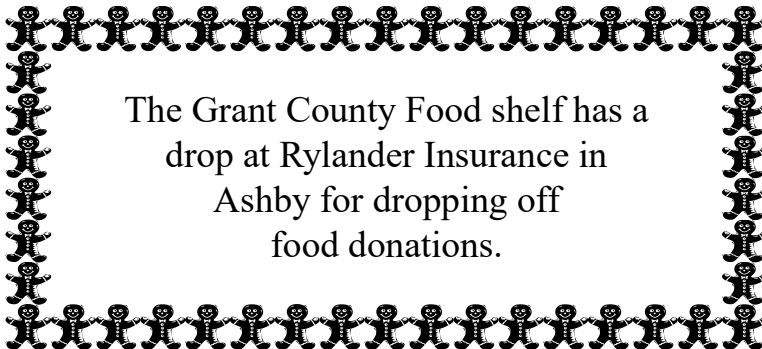 The Grant County Food shelf has a
drop at Rylander Insurance in
Ashby for dropping off
food donations.